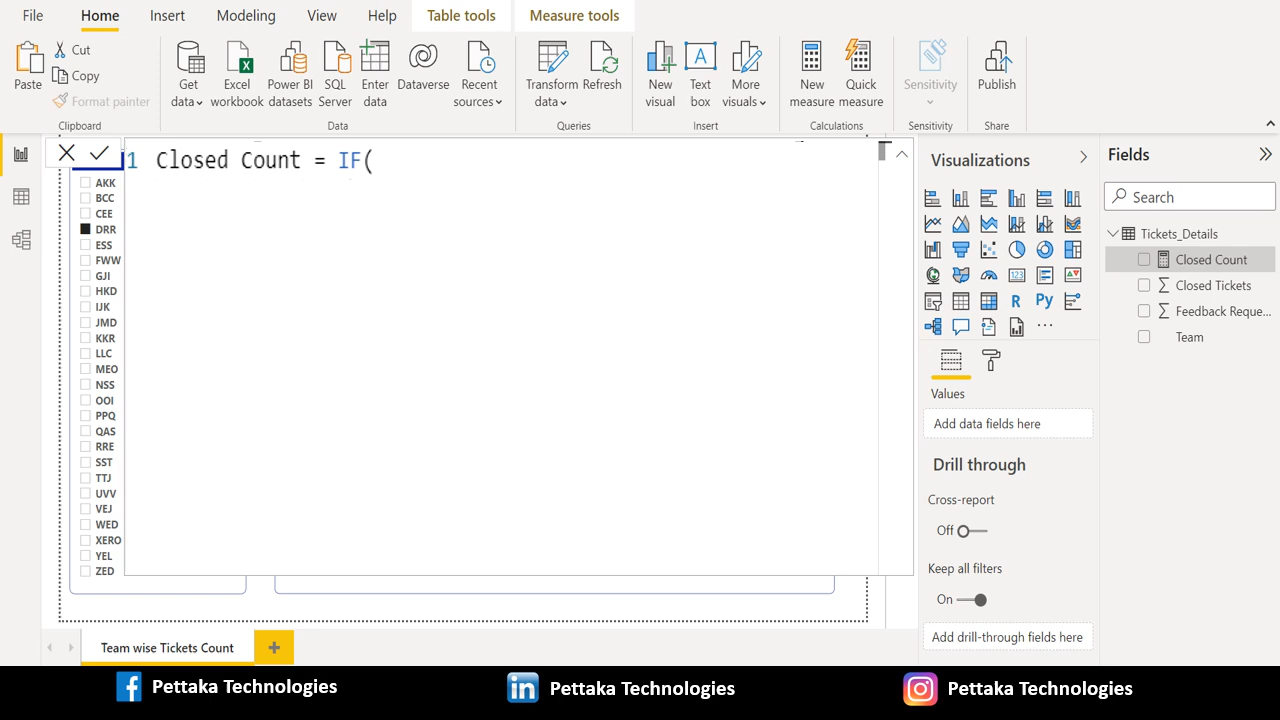 File Home Insert Modeling View Help Table tools Measure tools
Paste
Cut
Copy
Format painter
Clipboard
Get data
Excel workbook
Power BI datasets
SQL Server
Enter data
Dataverse
Recent sources
Data
Transform data
Refresh
Queries
New visual
Text box
More visuals
Insert
New measure
Quick measure
Calculations
Sensitivity
Sensitivity
Publish
Share
1 Closed Count = IF(
AKK
BCC
CEE
DRR
ESS
FWW
GJI
HKD
IJK
JMD
KKR
LLC
MEO
NSS
OOI
PPQ
QAS
RRE
SST
TTJ
UVV
VEJ
WED
XERO
YEL
ZED
Visualizations
123
R Py
...
Values
Add data fields here
Drill through
Cross-report
Off
Keep all filters
On
Add drill-through fields here
Fields
Search
Tickets_Details
Closed Count
Closed Tickets
Feedback Reque...
Team
Team wise Tickets Count
Pettaka Technologies
Pettaka Technologies
Pettaka Technologies